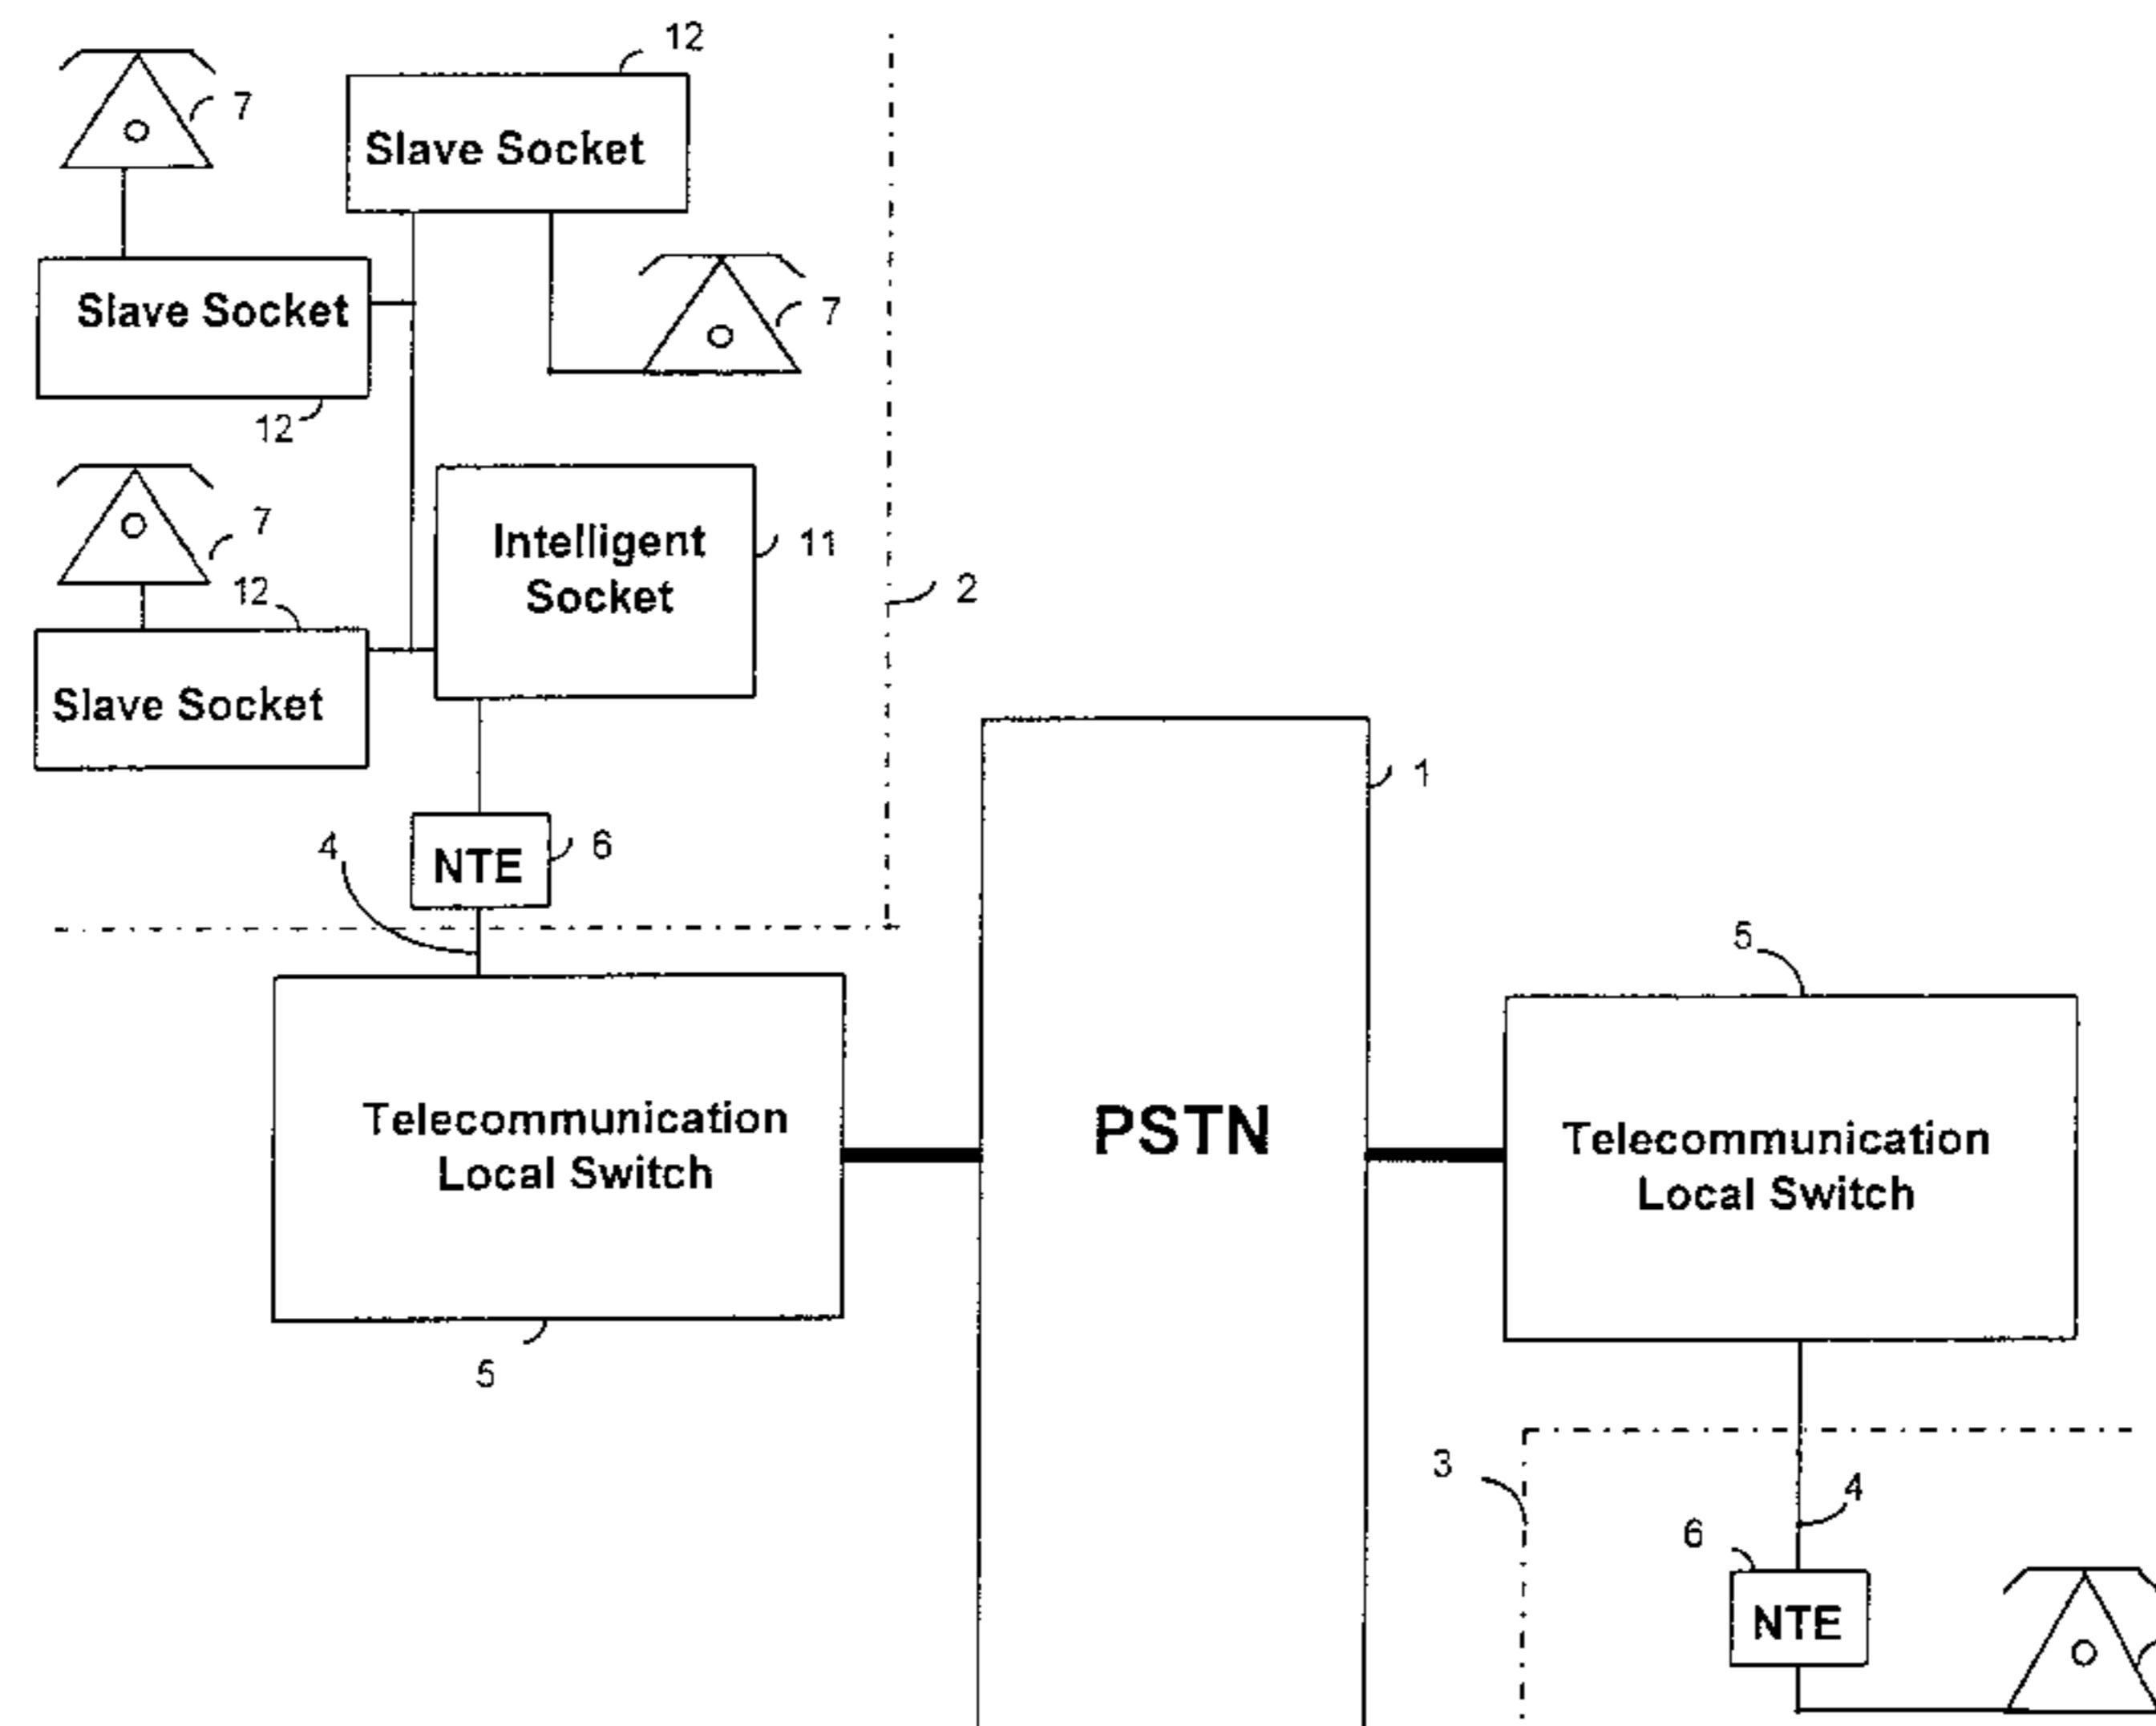 12
7
Slave Socket
7
Slave Socket
12
7
Intelligent
Socket
11
12
2
Slave Socket
1
4
NTE
6
5
Telecommunication
Local Switch
PSTN
Telecommunication
Local Switch
5
3
4
6
NTE